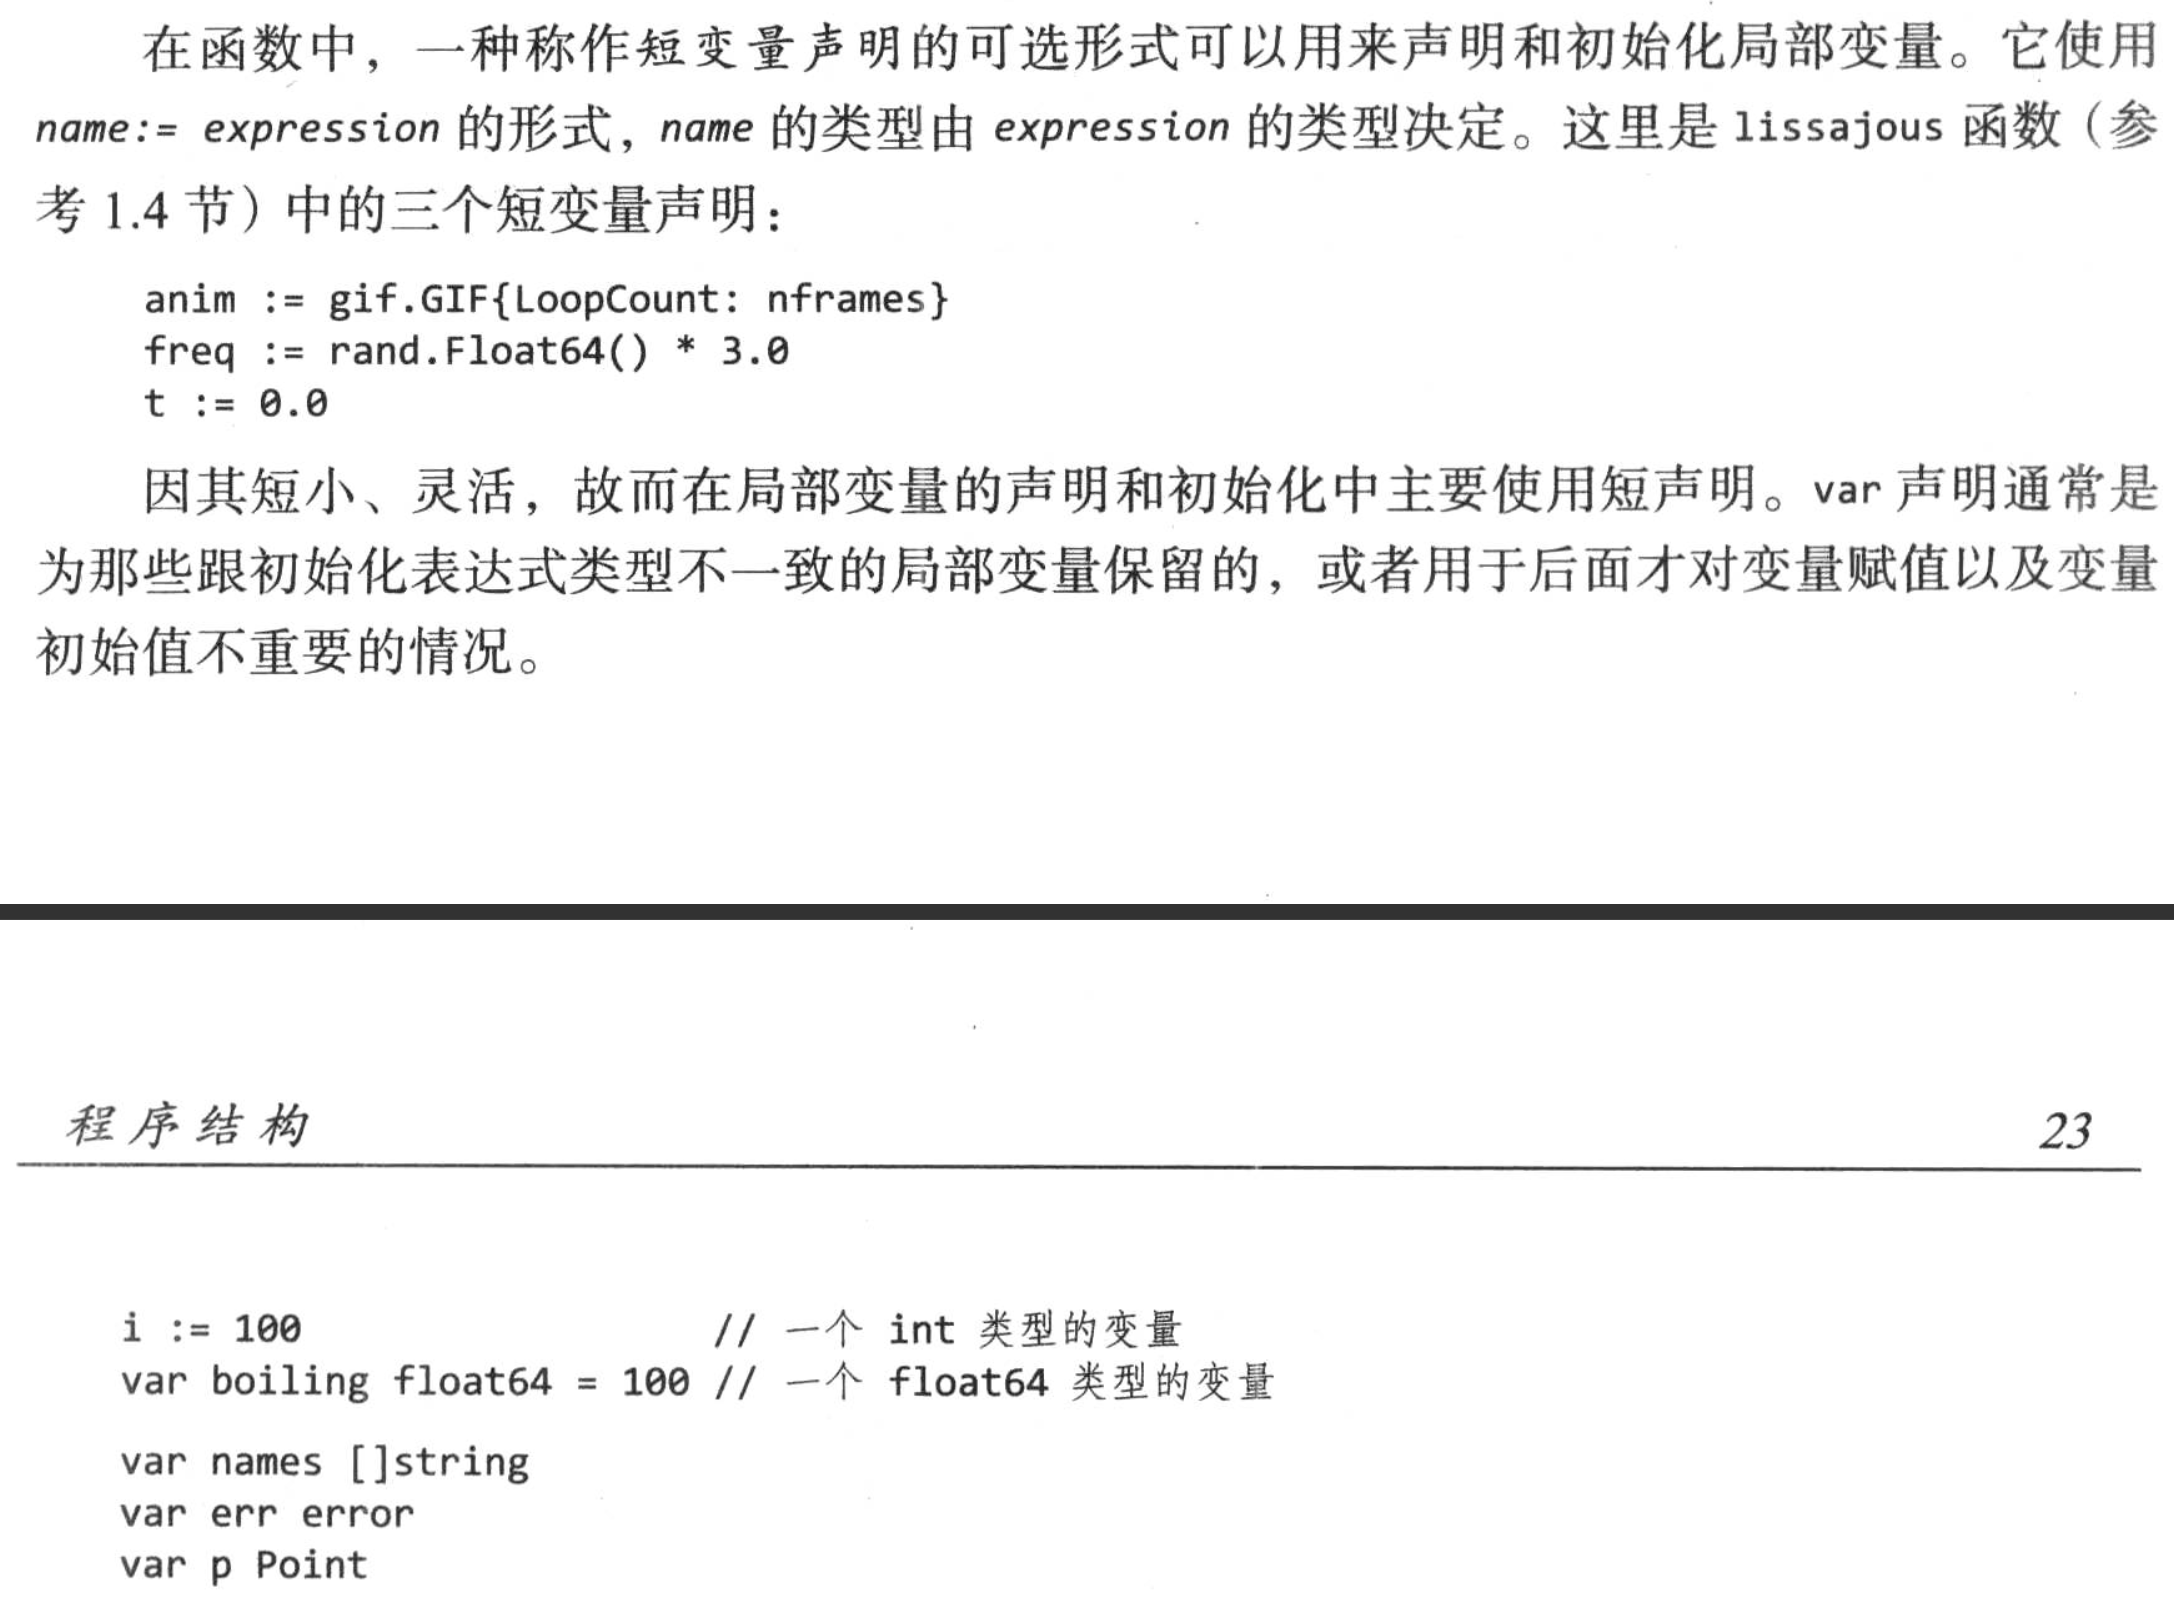 在函数中，一种称作短变量声明的可选形式可以用来声明和初始化局部变量。它使用
name:= expression 的形式，name 的类型由 expression 的类型决定。这里是 lissajous 函数（参
考 1.4 节）中的三个短变量声明：
anim := gif.GIF{LoopCount: nframes}
freq := rand.Float64() * 3.0
t := 0.0
因其短小、灵活，故而在局部变量的声明和初始化中主要使用短声明。var 声明通常是
为那些跟初始化表达式类型不一致的局部变量保留的，或者用于后面才对变量赋值以及变量
初始值不重要的情况。
程序结构 23
i := 100 // 一个 int 类型的变量
var boiling float64 = 100 // 一个 float64 类型的变量
var names []string
var err error
var p Point